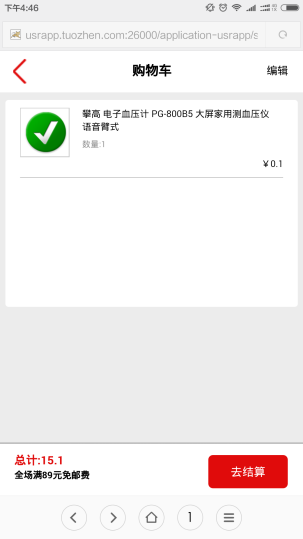 下午4:46
usrapp.tuozhen.com:26000/application-usrapp/s
购物车
编辑
攀高 电子血压计 PG-800B5 大屏家用测血压仪
语音臂式
数量:1
￥0.1
总计:15.1
全场满89元免邮费
去结算
1